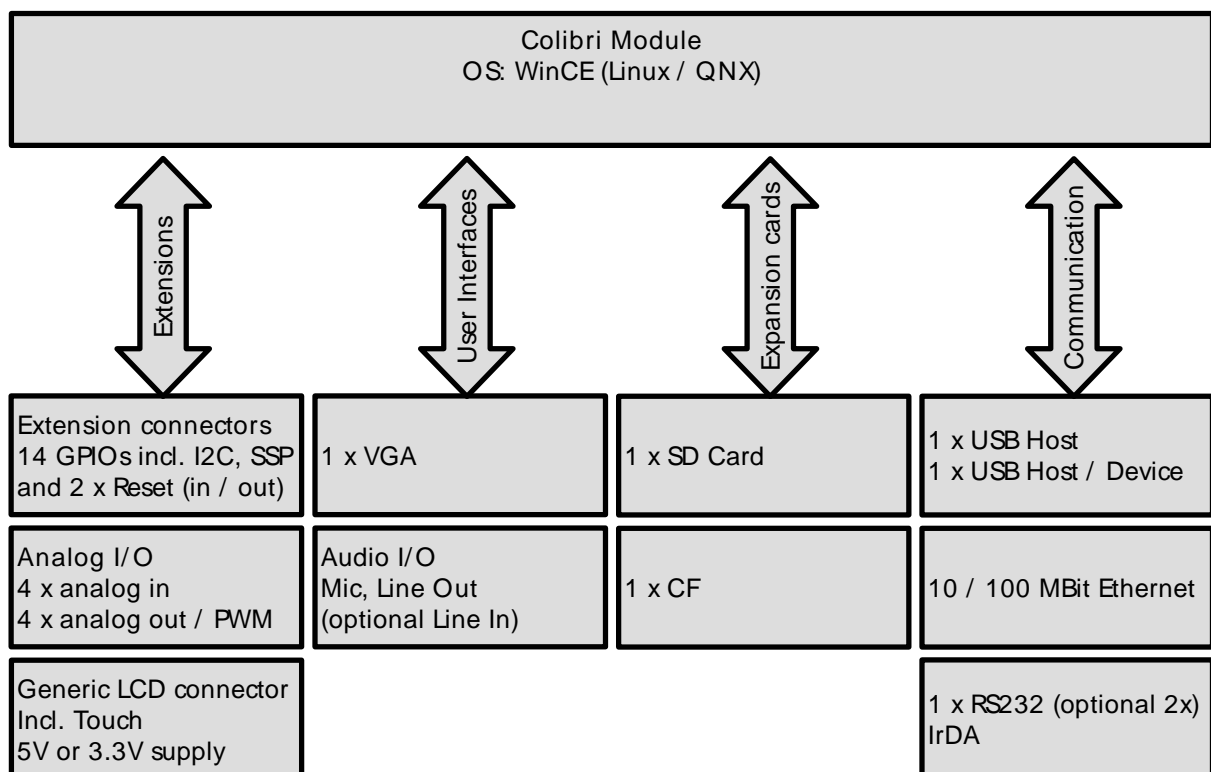 Colibri Module
OS: WinCE (Linux / QNX)
Extensions
User Interfaces
Expansion cards
Communication
Extension connectors
14 GPIOs incl. I2C, SSP
and 2 x Reset (in / out)
1 x VGA
1 x SD Card
1 x USB Host
1 x USB Host / Device
Analog I/O
4 x analog in
4 x analog out / PWM
Audio I/O
Mic, Line Out
(optional Line In)
1 x CF
10 / 100 MBit Ethernet
Generic LCD connector
Incl. Touch
5V or 3.3V supply
1 x RS232 (optional 2x)
IrDA